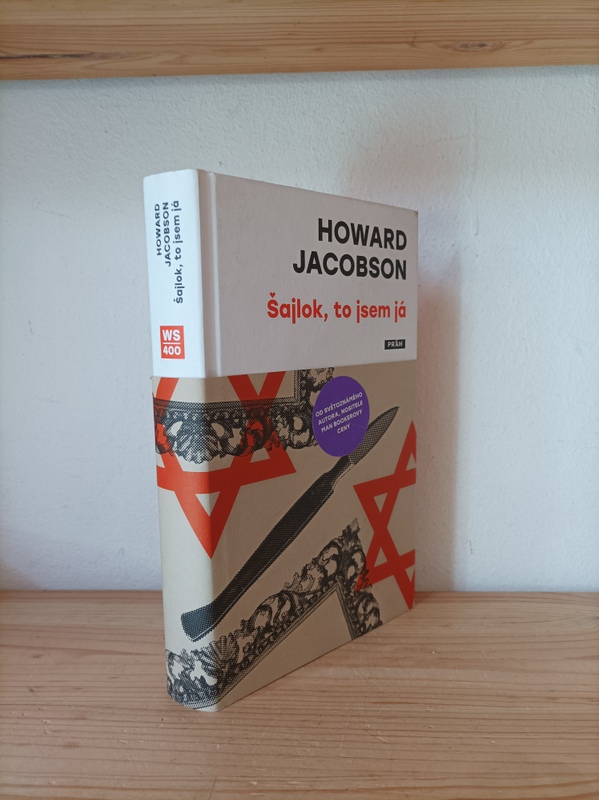 HOWARD
JACOBSON
Šajlok, to jsem já
WS
400
HOWARD
JACOBSON
Šajlok, to jsem já
PRÁH
OD SVĚTOZNÁMÉHO
AUTORA, NOSITELE
MAN BOOKEROVY
CENY